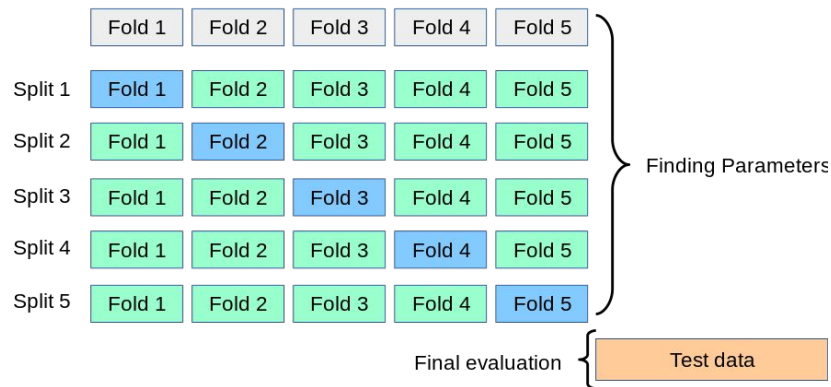 Fold 1 Fold 2 Fold 3 Fold 4 Fold 5
Split 1 Fold 1 Fold 2 Fold 3 Fold 4 Fold 5
Split 2 Fold 1 Fold 2 Fold 3 Fold 4 Fold 5
Finding Parameters
Split 3 Fold 1 Fold 2 Fold 3 Fold 4 Fold 5
Split 4 Fold 1 Fold 2 Fold 3 Fold 4 Fold 5
Split 5 Fold 1 Fold 2 Fold 3 Fold 4 Fold 5
Final evaluation Test data